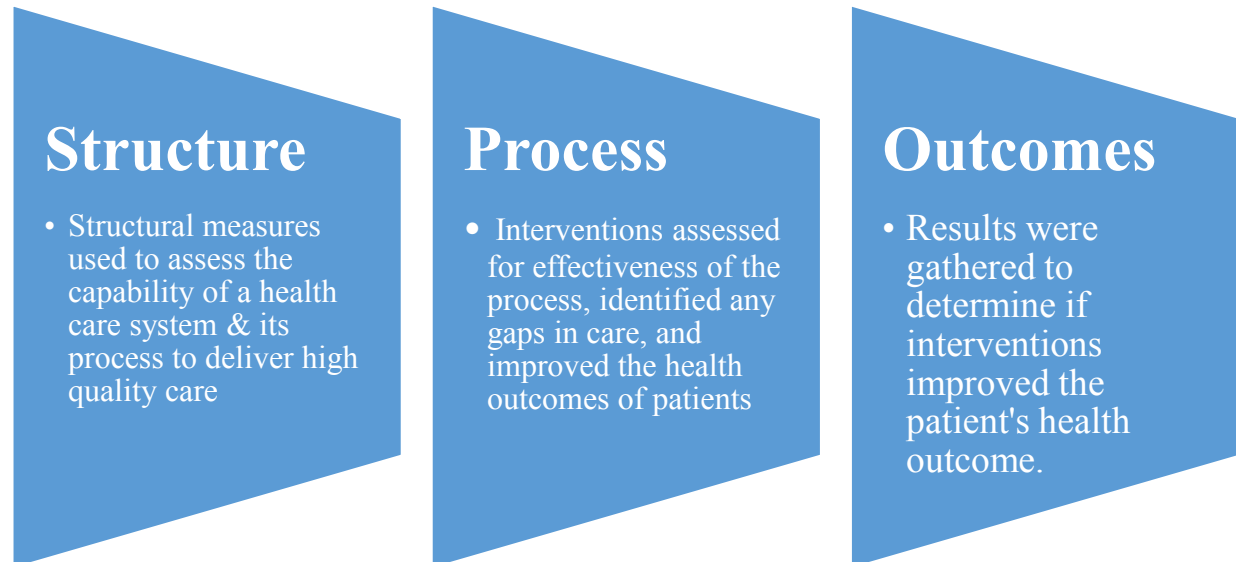 Structure
• Structural measures
used to assess the
capability of a health
care system & its
process to deliver high
quality care
Process
• Interventions assessed
for effectiveness of the
process, identified any
gaps in care, and
improved the health
outcomes of patients
Outcomes
• Results were
gathered to
determine if
interventions
improved the
patient's health
outcome.